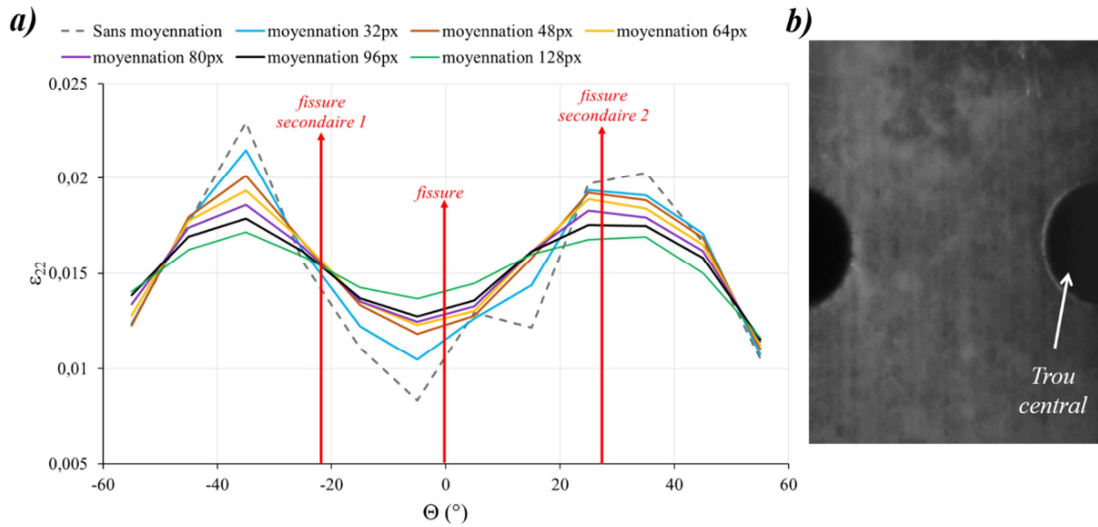 a)
Sans moyennation moyennation 32px moyennation 48px moyennation 64px
moyennation 80px moyennation 96px moyennation 128px
0,025
0,02
0,015
0,01
0,005
ε22
fissure
secondaire 1
fissure
fissure
secondaire 2
-60 -40 -20 0 20 40 60
Θ (°)
b)
Trou
central